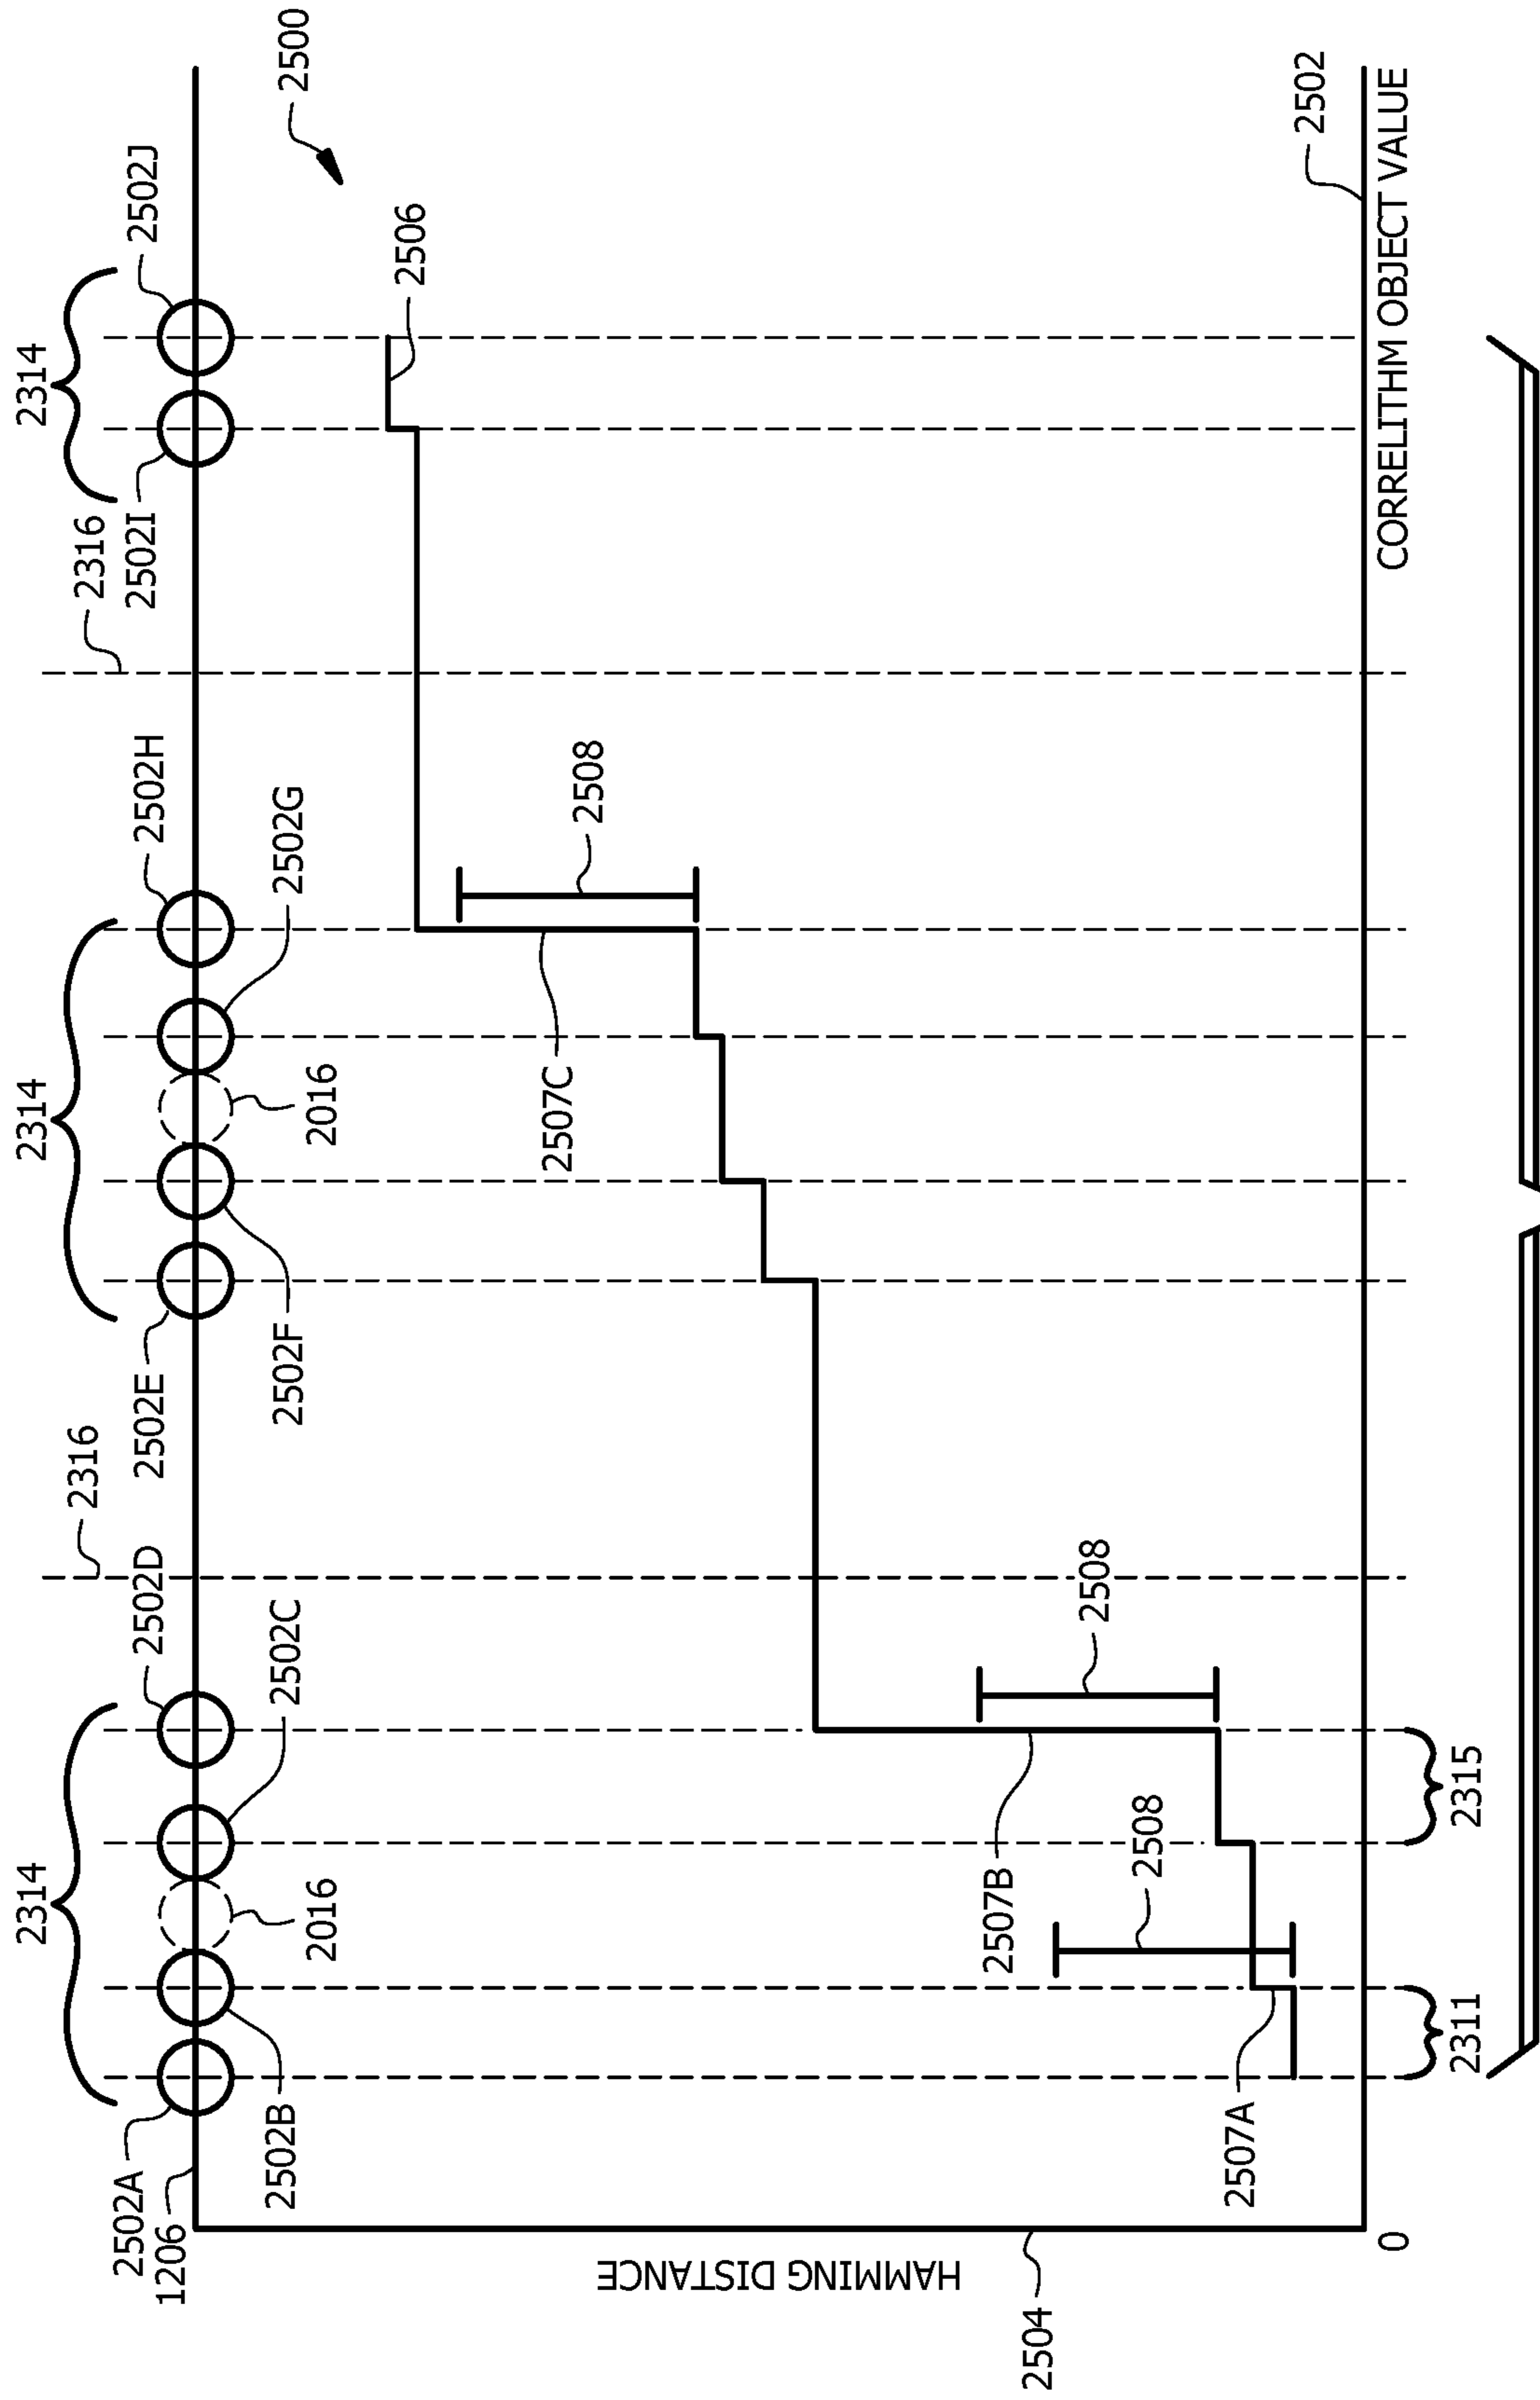 2314
2314
2314
2316
2316
2502A
2502D
2502E
2502H
2502I
2502J
1206
2502B
2502C
2502F
2502G
2500
2016
2016
2506
2507C
2508
HAMMING DISTANCE
2507B
2504
2508
2508
2507A
2502
0
CORRELITHM OBJECT VALUE
2311
2315